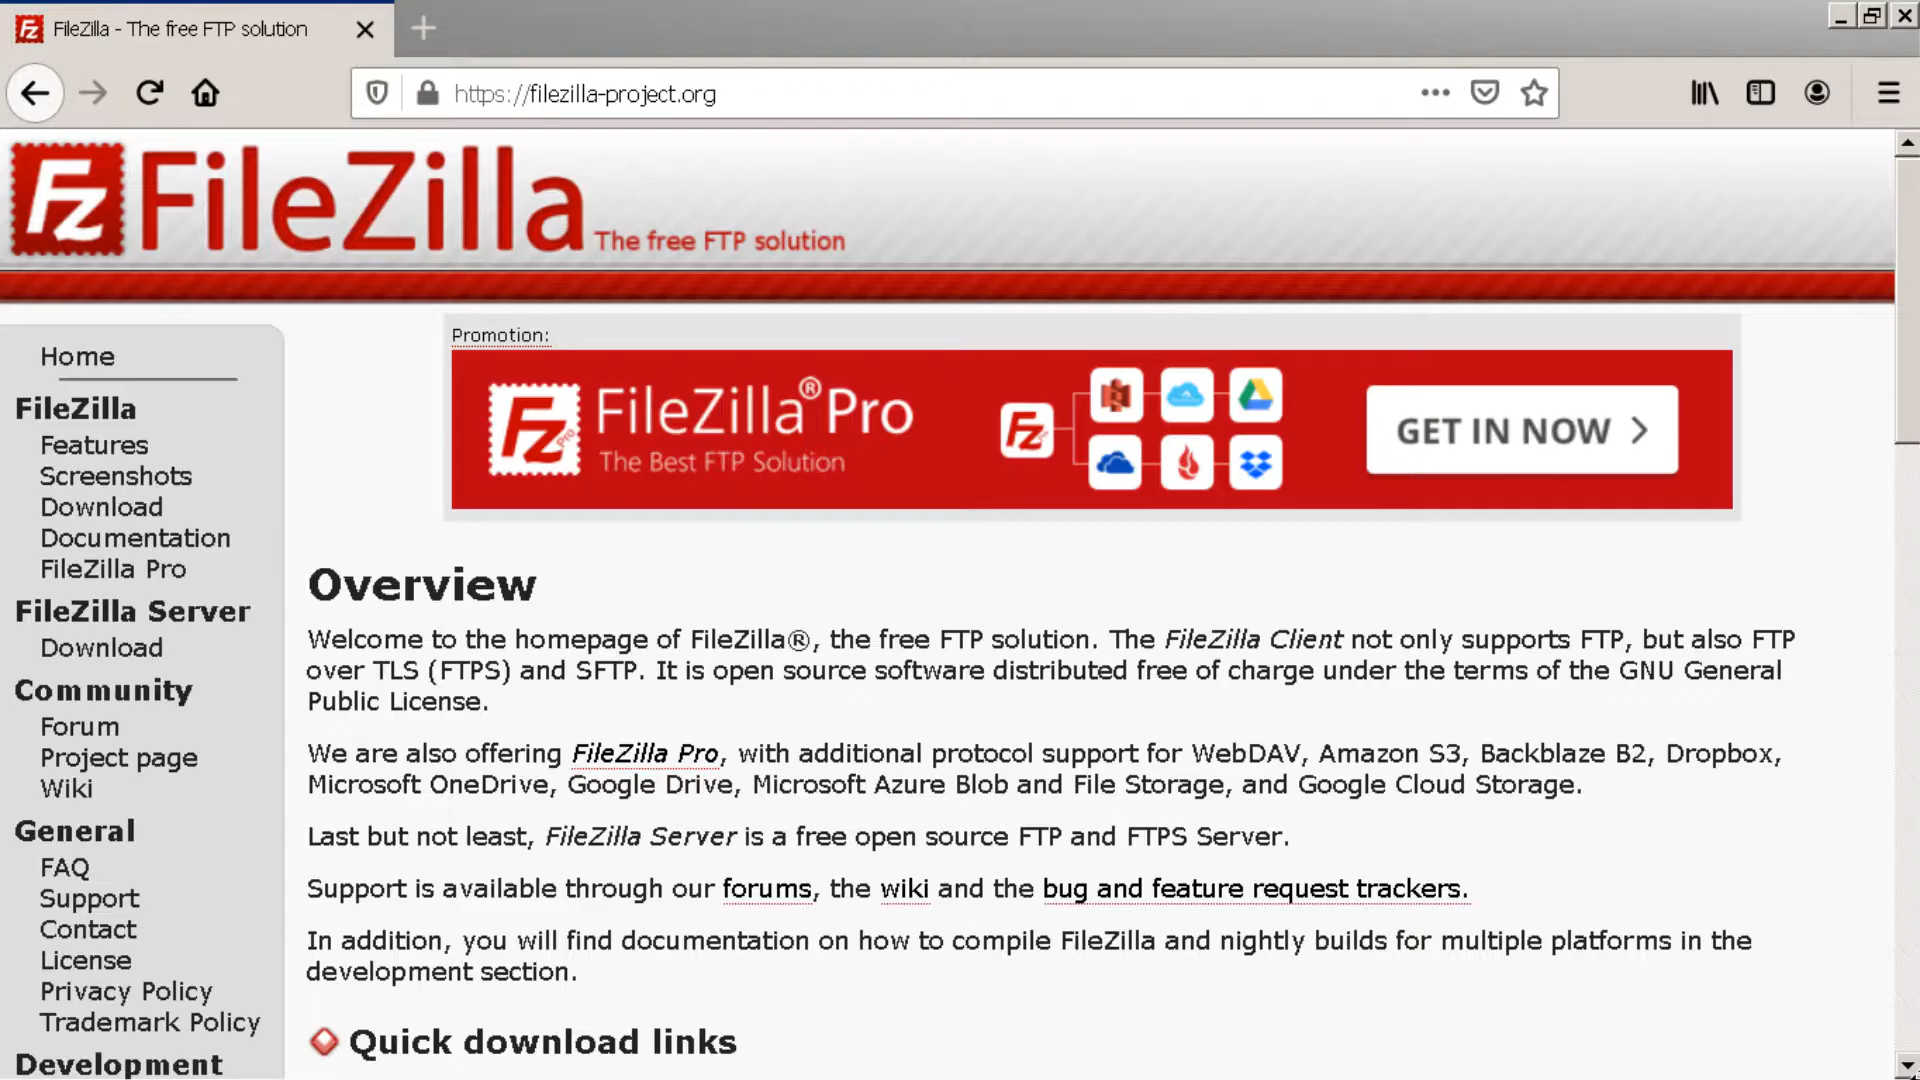 FileZilla - The free FTP solution
https://filezilla-project.org
FileZilla The free FTP solution
Promotion:
FileZilla®Pro
The Best FTP Solution
GET IN NOW
Home
FileZilla
Features
Screenshots
Download
Documentation
FileZilla Pro
FileZilla Server
Download
Community
Forum
Project page
Wiki
General
FAQ
Support
Contact
License
Privacy Policy
Trademark Policy
Development
Overview
Welcome to the homepage of FileZilla®, the free FTP solution. The FileZilla Client not only supports FTP, but also FTP
over TLS (FTPS) and SFTP. It is open source software distributed free of charge under the terms of the GNU General
Public License.
We are also offering FileZilla Pro, with additional protocol support for WebDAV, Amazon S3, Backblaze B2, Dropbox,
Microsoft OneDrive, Google Drive, Microsoft Azure Blob and File Storage, and Google Cloud Storage.
Last but not least, FileZilla Server is a free open source FTP and FTPS Server.
Support is available through our forums, the wiki and the bug and feature request trackers.
In addition, you will find documentation on how to compile FileZilla and nightly builds for multiple platforms in the
development section.
Quick download links